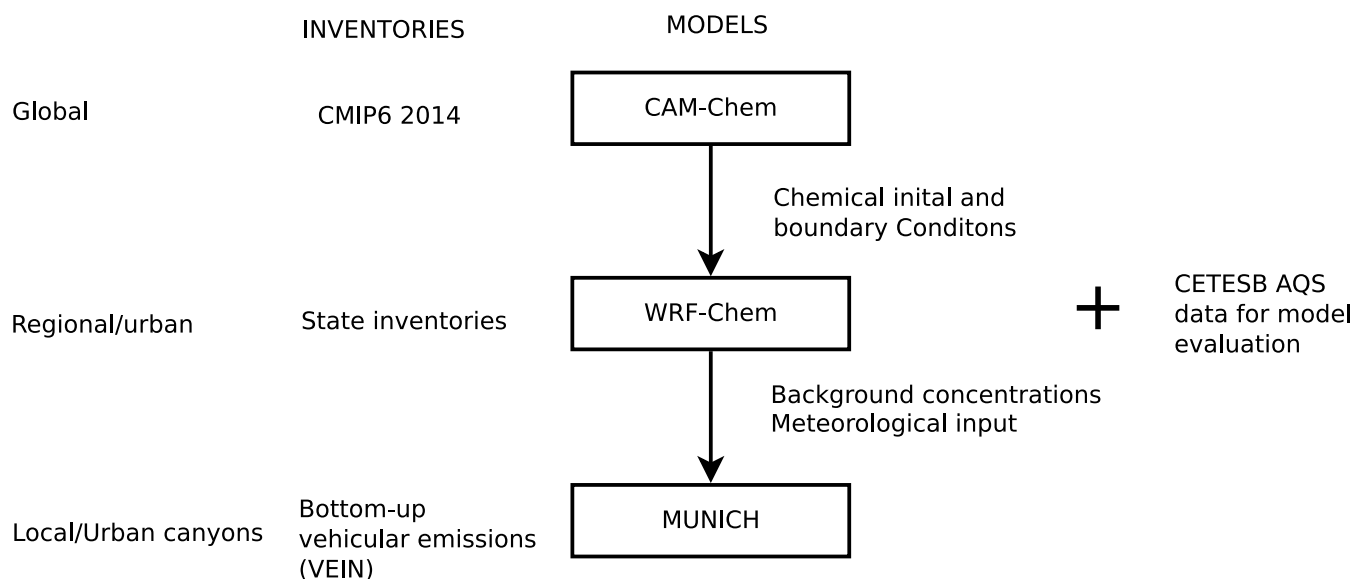 INVENTORIES
MODELS
Global
CMIP6 2014
CAM-Chem
Chemical inital and
boundary Conditons
Regional/urban
State inventories
WRF-Chem
+
CETESB AQS
data for model
evaluation
Background concentrations
Meteorological input
Local/Urban canyons
Bottom-up
vehicular emissions
(VEIN)
MUNICH